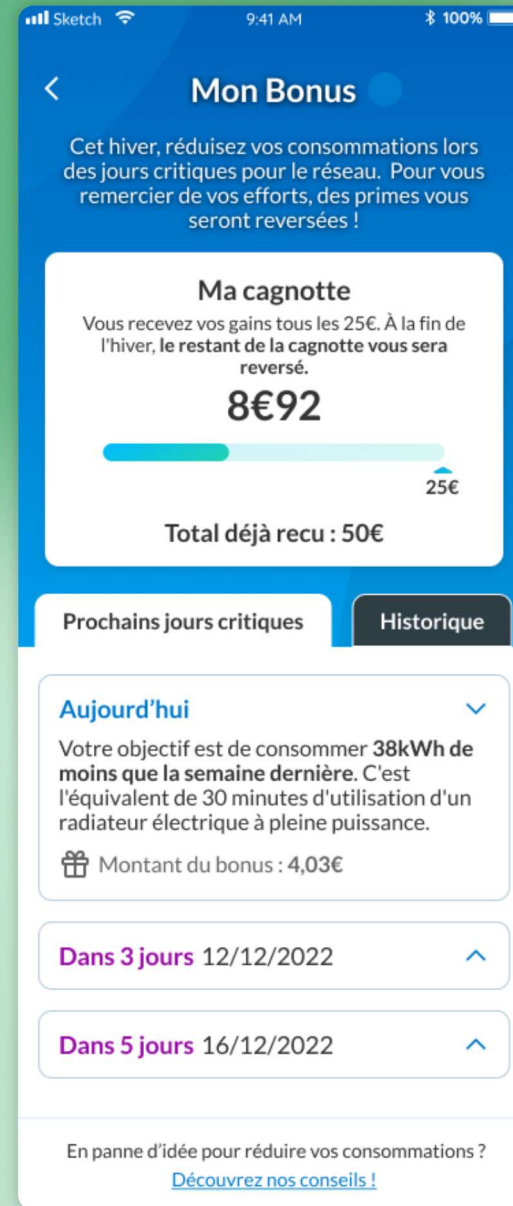 Sketch 9:41 AM 100%
Mon Bonus
Cet hiver, réduisez vos consommations lors
des jours critiques pour le réseau. Pour vous
remercier de vos efforts, des primes vous
seront reversées !
Ma cagnotte
Vous recevez vos gains tous les 25€. À la fin de
l'hiver, le restant de la cagnotte vous sera
reversé.
8€92
25€
Total déjà recu : 50€
Prochains jours critiques Historique
Aujourd’hui
Votre objectif est de consommer 38kWh de
moins que la semaine dernière. C'est
l'équivalent de 30 minutes d'utilisation d'un
radiateur électrique à pleine puissance.
Montant du bonus : 4,03€
Dans 3 jours 12/12/2022
Dans 5 jours 16/12/2022
En panne d’idée pour réduire vos consommations ?
Découvrez nos conseils !